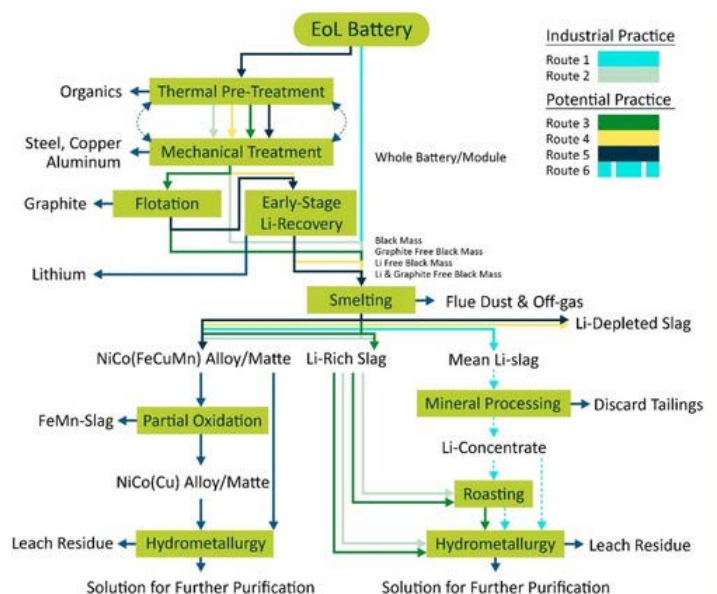 EoL Battery
Industrial Practice
Route 1
Route 2
Potential Practice
Route 3
Route 4
Route 5
Route 6
Organics
Thermal Pre-Treatment
Steel, Copper
Aluminum
Mechanical Treatment
Whole Battery/Module
Graphite
Flotation
Early-Stage
Li-Recovery
Black Mass
Graphite Free Black Mass
Li Free Black Mass
Li & Graphite Free Black Mass
Lithium
Smelting
Flue Dust & Off-gas
Li-Depleted Slag
NiCo(FeCuMn) Alloy/Matte
Li-Rich Slag
Mean Li-slag
FeMn-Slag
Partial Oxidation
Mineral Processing
Discard Tailings
Li-Concentrate
NiCo(Cu) Alloy/Matte
Roasting
Leach Residue
Hydrometallurgy
Hydrometallurgy
Leach Residue
Solution for Further Purification
Solution for Further Purification